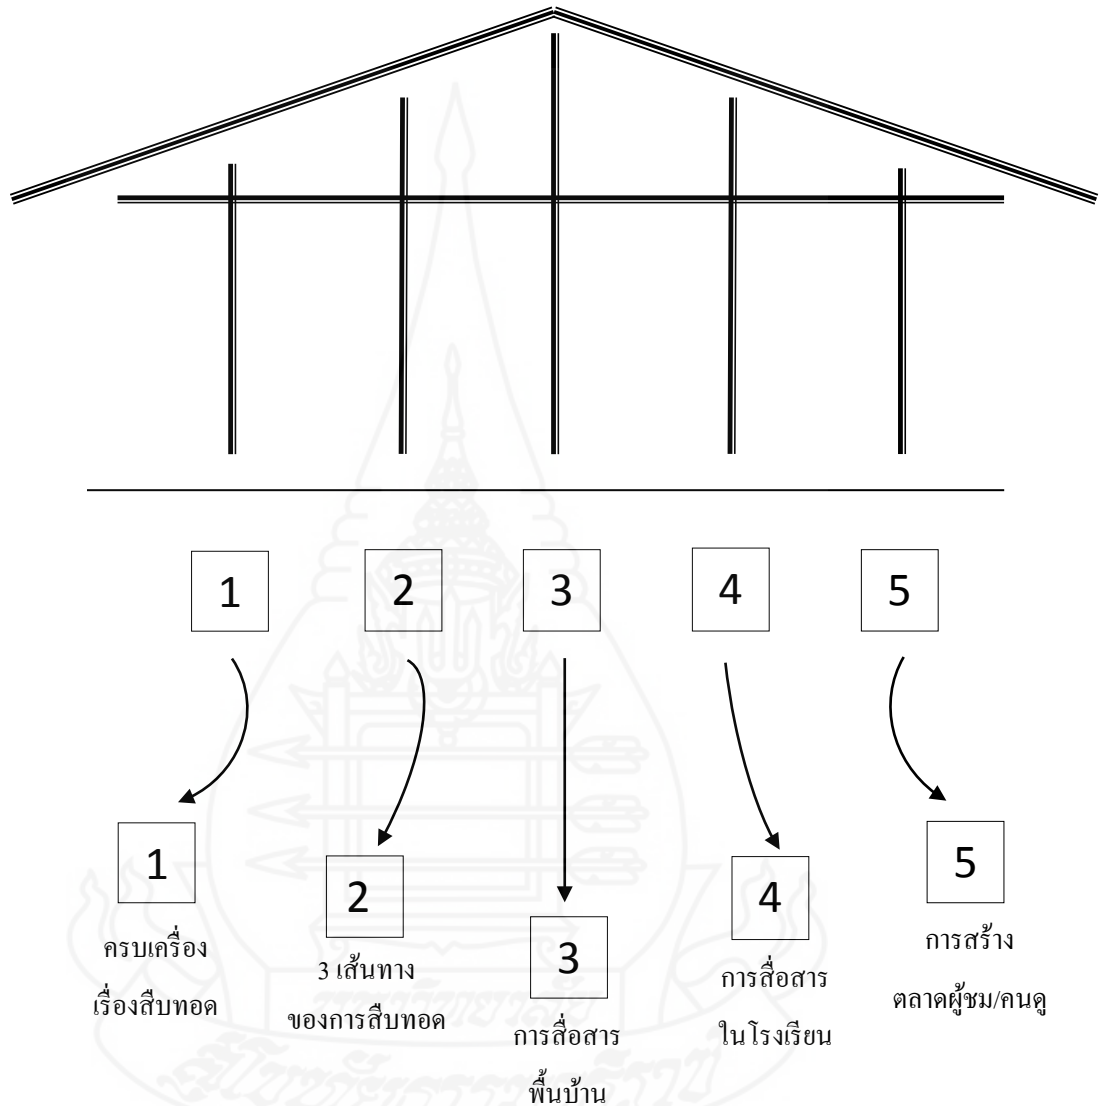 1 2 3 4 5
1
ครบเครื่อง
เรื่องสืบทอด
2
3 เส้นทาง
ของการสืบทอด
3
การสื่อสาร
พื้นบ้าน
4
การสื่อสาร
ในโรงเรียน
5
การสร้าง
ตลาดผู้ชม/คนดู